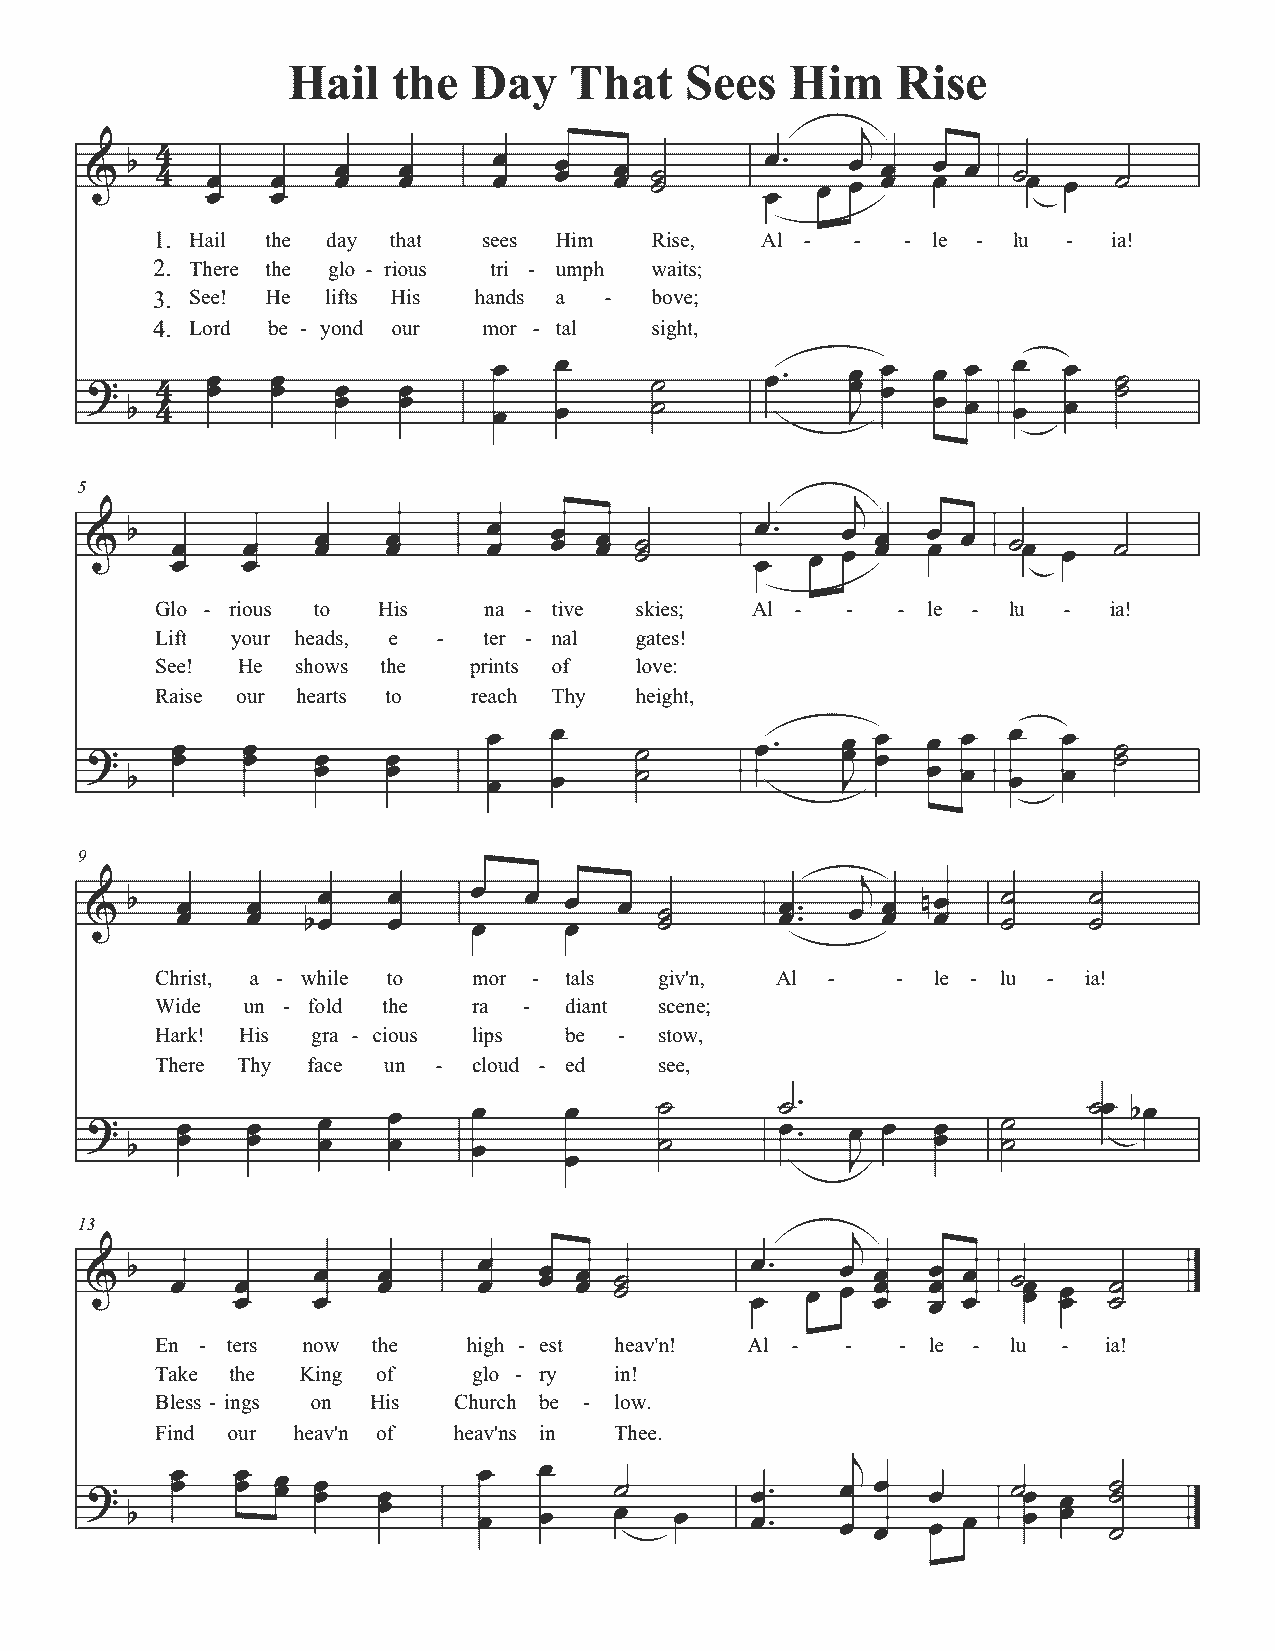 Hail the Day That Sees Him Rise
1. Hail the day that sees Him Rise, Al - - - le - lu - ia!
2. There the glo - rious tri - umph waits;
3. See! He lifts His hands a - bove;
4. Lord be - yond our mor - tal sight,
5
Glo - rious to His na - tive skies; Al - - - le - lu - ia!
Lift your heads, e - ter - nal gates!
See! He shows the prints of love:
Raise our hearts to reach Thy height,
9
Christ, a - while to mor - tals giv'n, Al - - le - lu - ia!
Wide un - fold the ra - diant scene;
Hark! His gra - cious lips be - stow,
There Thy face un - cloud - ed see,
13
En - ters now the high - est heav'n! Al - - - le - lu - ia!
Take the King of glo - ry in!
Bless - ings on His Church be - low.
Find our heav'n of heav'ns in Thee.